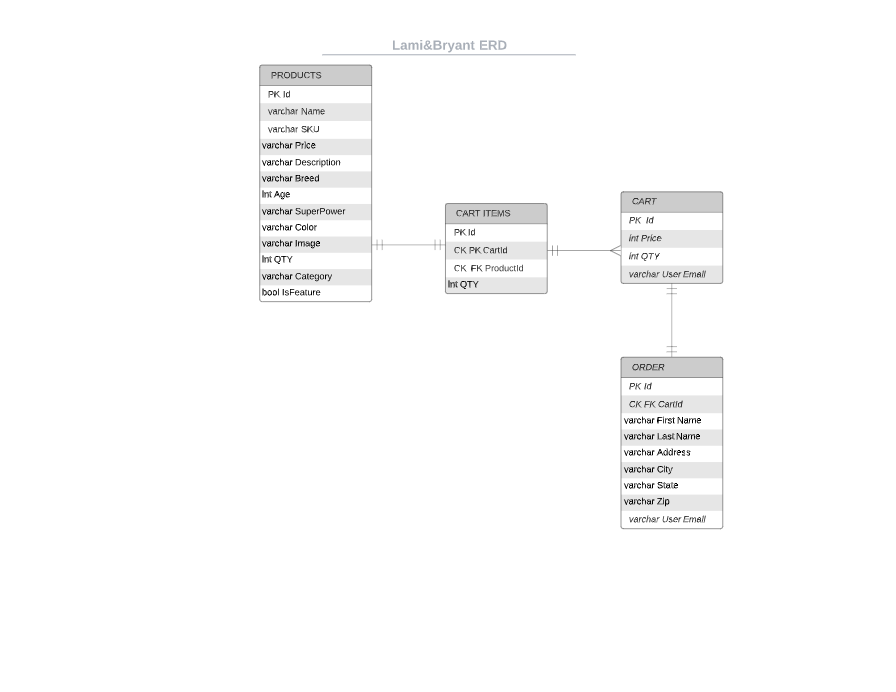 Lami&Bryant ERD
PRODUCTS
PK Id
varchar Name
varchar SKU
varchar Price
varchar Description
varchar Breed
Int Age
varchar SuperPower
varchar Color
varchar Image
Int QTY
varchar Category
bool IsFeature
CART ITEMS
PK Id
CK PK CartId
CK FK ProductId
Int QTY
CART
PK Id
int Price
int QTY
varchar User Email
ORDER
PK Id
CK FK CartId
varchar First Name
varchar Last Name
varchar Address
varchar City
varchar State
varchar Zip
varchar User Email